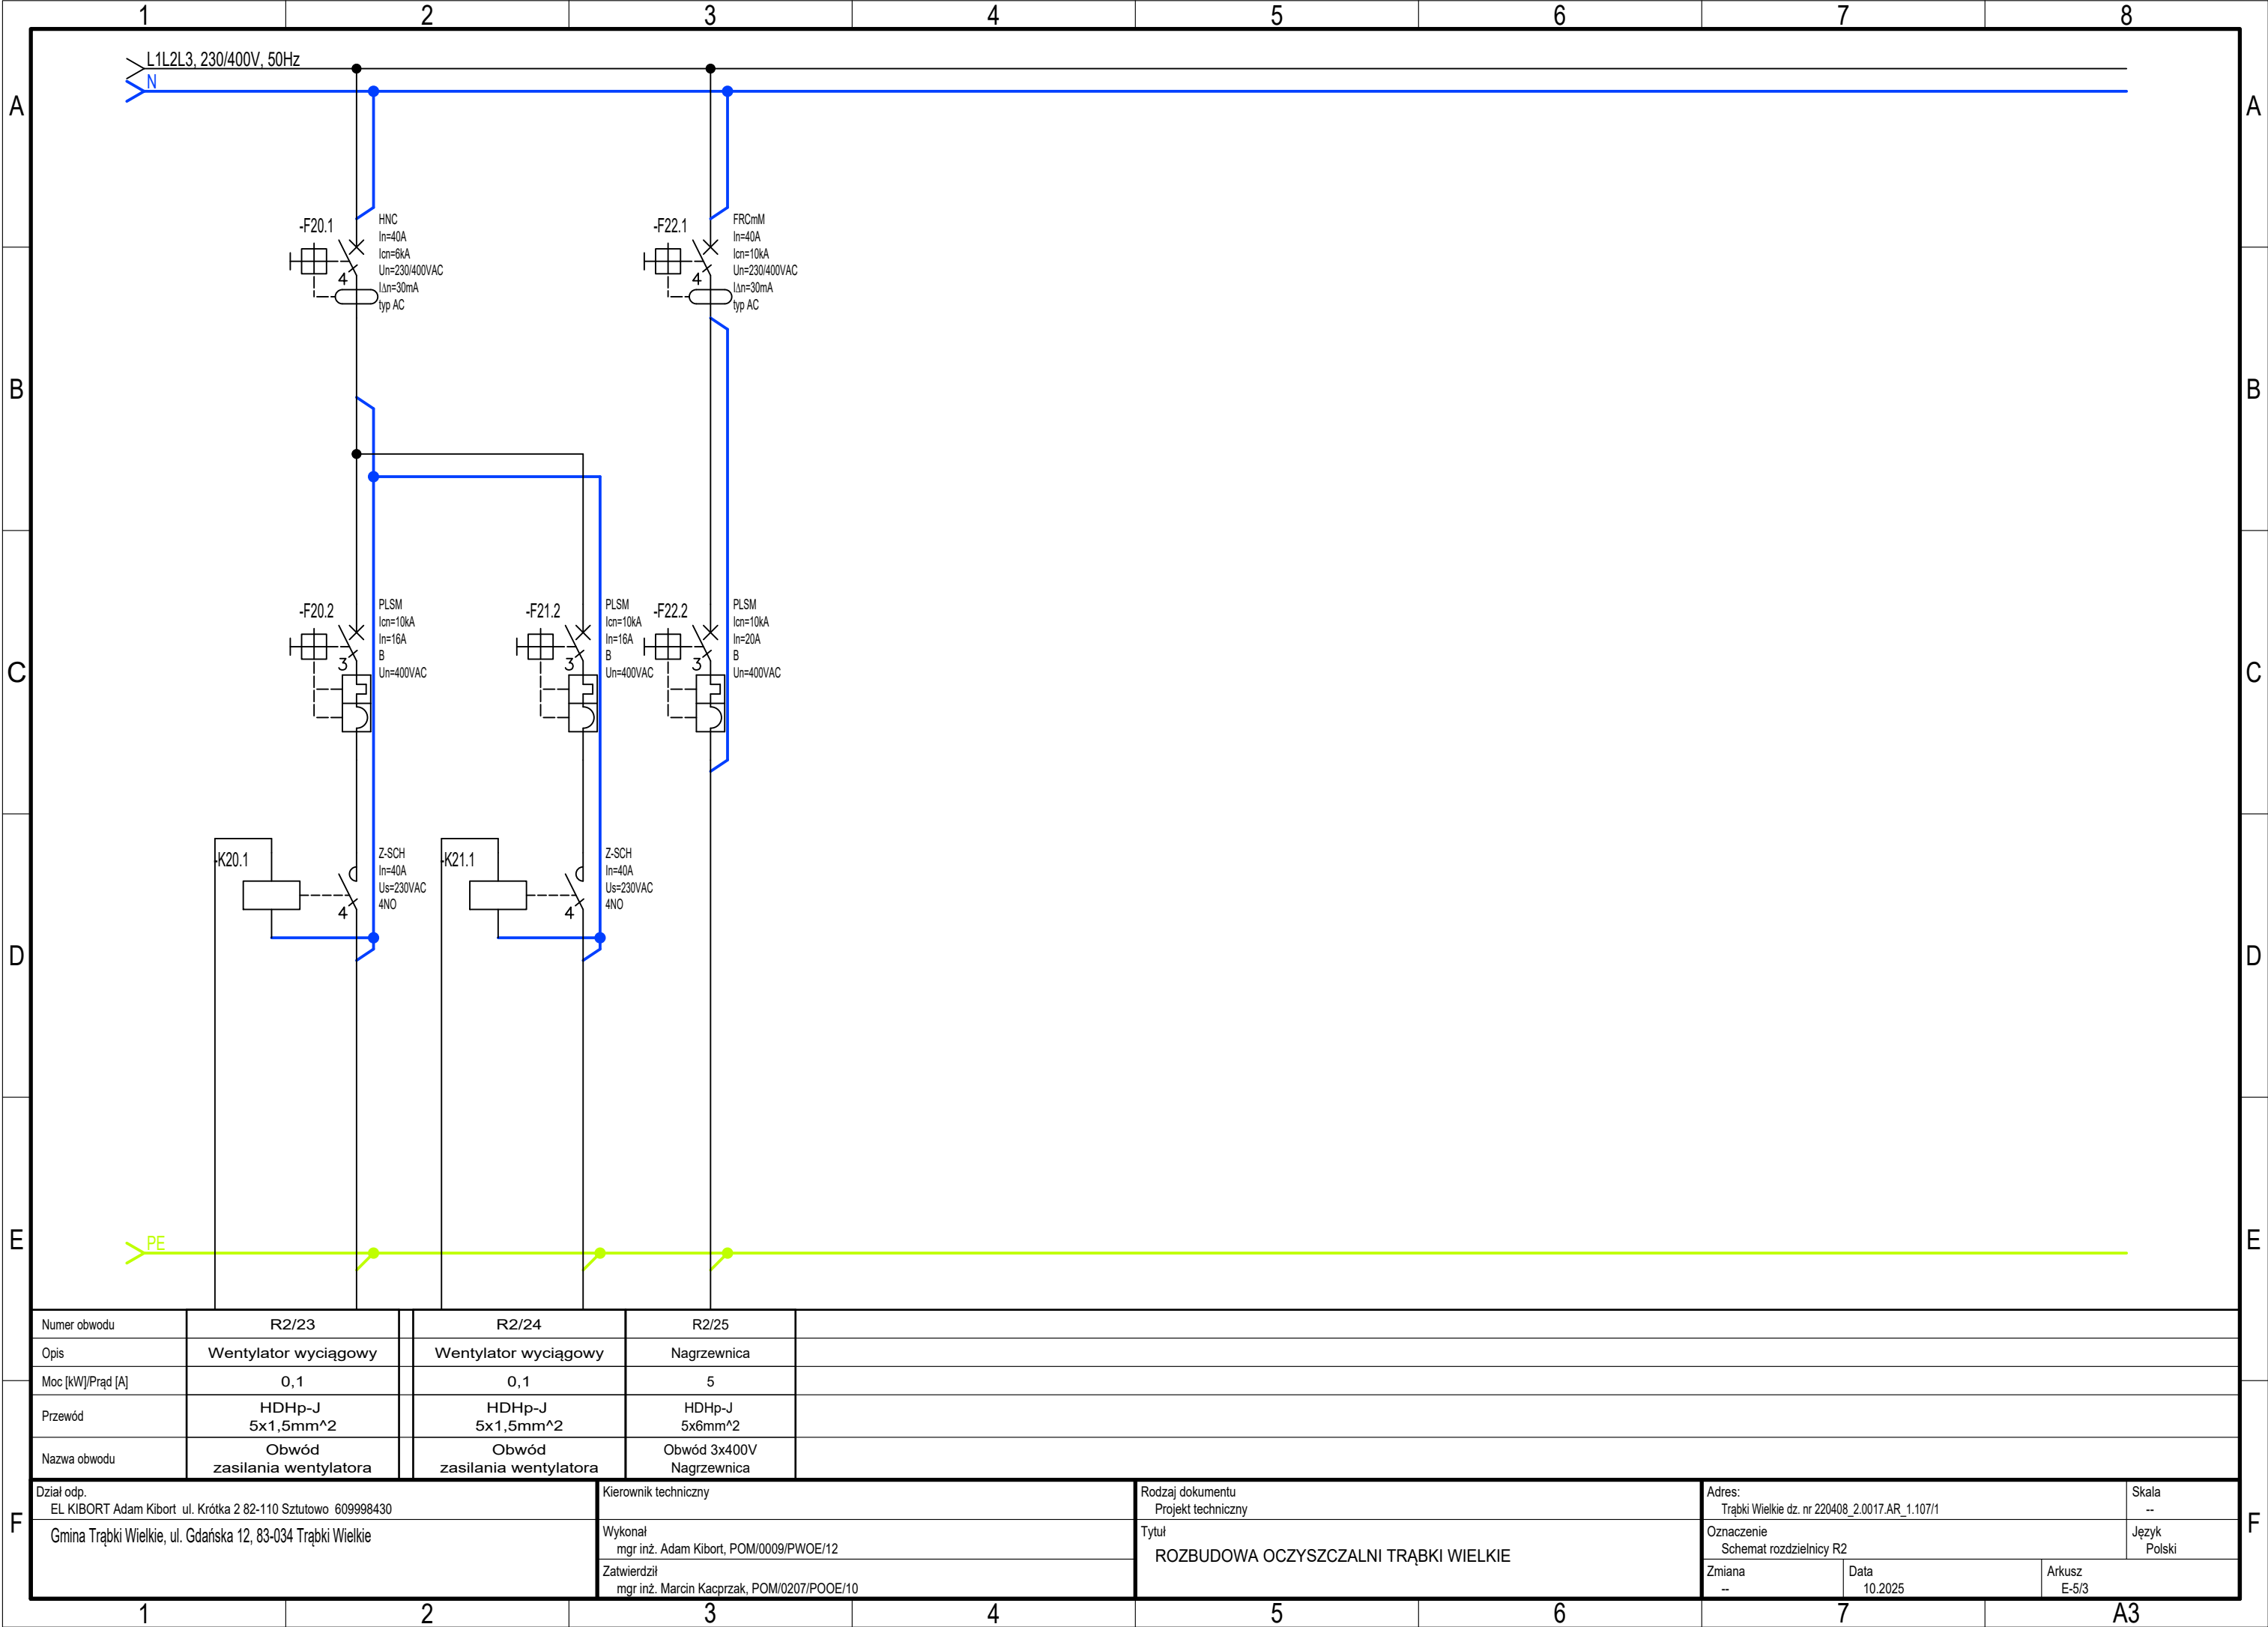 1 2 3 4 5 6 7 8
L1L2L3, 230/400V, 50Hz
N
A A
-F20.1
HNC
In=40A
Icn=6kA
Un=230/400VAC
IΔn=30mA
typ AC
4
-F22.1
FRCmM
In=40A
Icn=10kA
Un=230/400VAC
IΔn=30mA
typ AC
4
B B
-F20.2
PLSM
Icn=10kA
In=16A
B
Un=400VAC
3
-F21.2
PLSM
Icn=10kA
In=16A
B
Un=400VAC
3
-F22.2
PLSM
Icn=10kA
In=20A
B
Un=400VAC
3
C C
-K20.1
Z-SCH
In=40A
Us=230VAC
4NO
4
-K21.1
Z-SCH
In=40A
Us=230VAC
4NO
4
D D
E E
PE
Numer obwodu R2/23 R2/24 R2/25
Opis Wentylator wyciągowy Wentylator wyciągowy Nagrzewnica
Moc [kW]/Prąd [A] 0,1 0,1 5
Przewód HDHp-J HDHp-J HDHp-J
5x1,5mm^2 5x1,5mm^2 5x6mm^2
Nazwa obwodu Obwód Obwód Obwód 3x400V
zasilania wentylatora zasilania wentylatora Nagrzewnica
F F
Dział odp.
EL KIBORT Adam Kibort ul. Krótka 2 82-110 Sztutowo 609998430
Gmina Trąbki Wielkie, ul. Gdańska 12, 83-034 Trąbki Wielkie
Kierownik techniczny
Wykonał
mgr inż. Adam Kibort, POM/0009/PWOE/12
Zatwierdził
mgr inż. Marcin Kacprzak, POM/0207/POOE/10
Rodzaj dokumentu
Projekt techniczny
Tytuł
ROZBUDOWA OCZYSZCZALNI TRĄBKI WIELKIE
Adres:
Trąbki Wielkie dz. nr 220408_2.0017.AR_1.107/1
Skala
--
Oznaczenie
Schemat rozdzielnicy R2
Język
Polski
Zmiana
--
Data
10.2025
Arkusz
E-5/3
1 2 3 4 5 6 7 A3